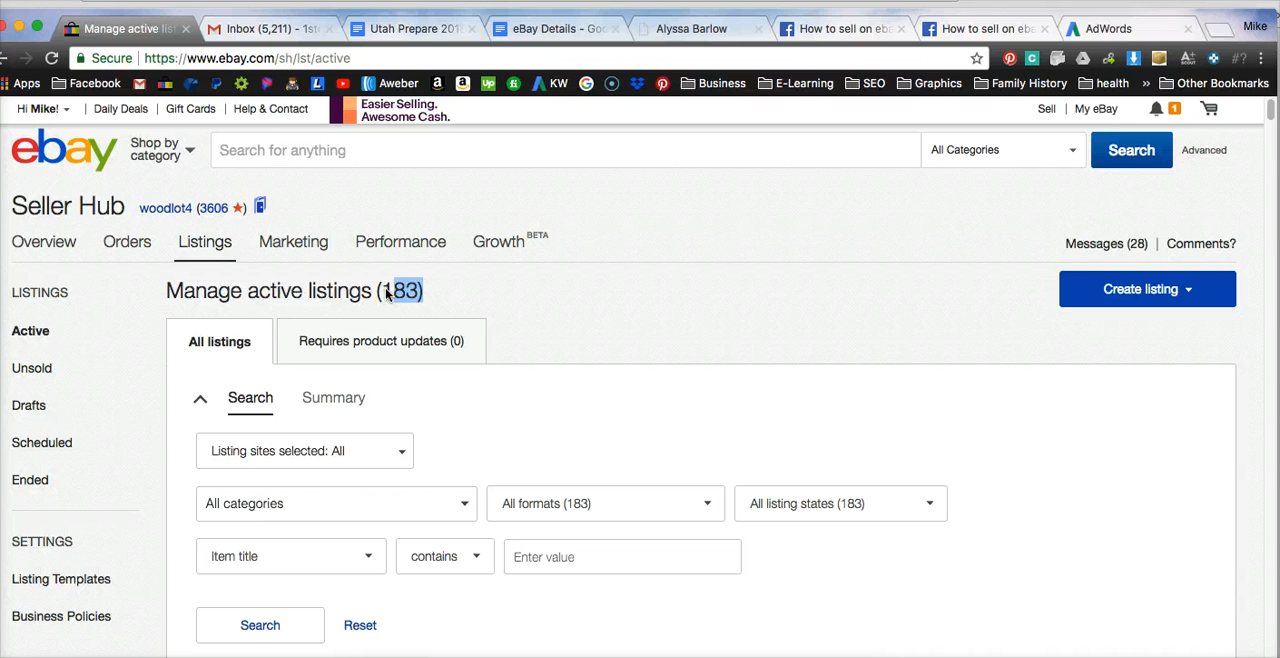 Manage active list
Inbox (5,211) - 1st
Utah Prepare 201
eBay Details - Goo
Alyssa Barlow
How to sell on eba
How to sell on eb
AdWords
Mike
Secure
https://www.ebay.com/sh/lst/active
Apps
Facebook
Aweber
KW
Business
E-Learning
SEO
Graphics
Family History
health
»
Other Bookmarks
Hi Mike!
Daily Deals
Gift Cards
Help & Contact
Easier Selling.
Awesome Cash.
Sell
My eBay
1
ebay
Shop by
category
Search for anything
All Categories
Search
Advanced
Seller Hub
woodlot4 (3606 ★)
Overview
Orders
Listings
Marketing
Performance
Growth BETA
Messages (28) | Comments?
LISTINGS
Manage active listings (183)
Create listing
Active
All listings
Requires product updates (0)
Unsold
Search
Summary
Drafts
Scheduled
Listing sites selected: All
Ended
All categories
All formats (183)
All listing states (183)
SETTINGS
Item title
contains
Enter value
Listing Templates
Business Policies
Search
Reset